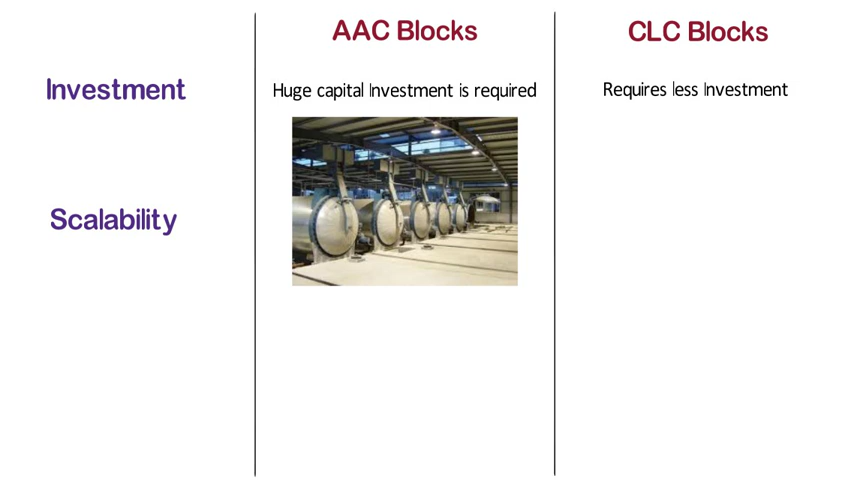 AAC Blocks
CLC Blocks
Investment
Huge capital Investment is required
Requires less Investment
Scalability